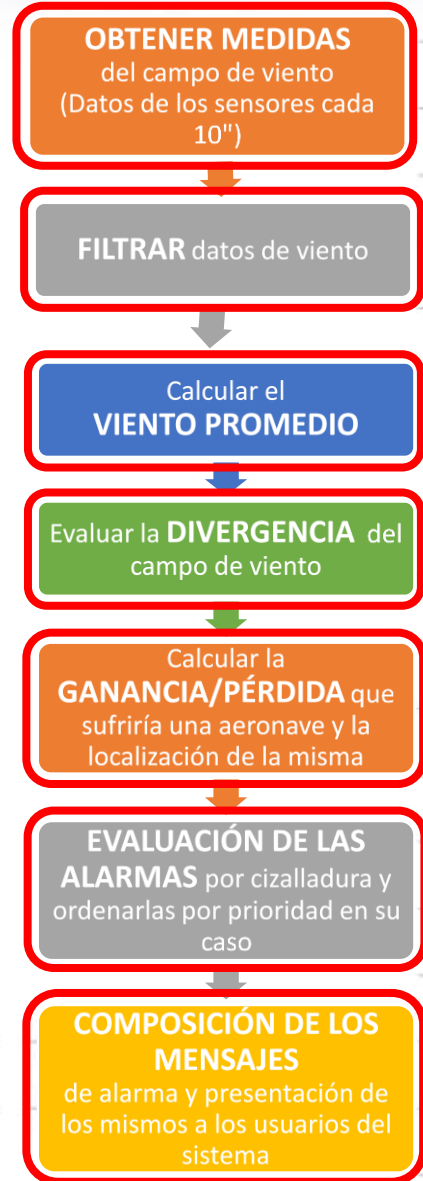 OBTENER MEDIDAS
del campo de viento
(Datos de los sensores cada
10")
FILTRAR datos de viento
Calcular el
VIENTO PROMEDIO
Evaluar la DIVERGENCIA del
campo de viento
Calcular la
GANANCIA/PÉRDIDA que
sufriría una aeronave y la
localización de la misma
EVALUACIÓN DE LAS
ALARMAS por cizalladura y
ordenarlas por prioridad en su
caso
COMPOSICIÓN DE LOS
MENSAJES
de alarma y presentación de
los mismos a los usuarios del
sistema